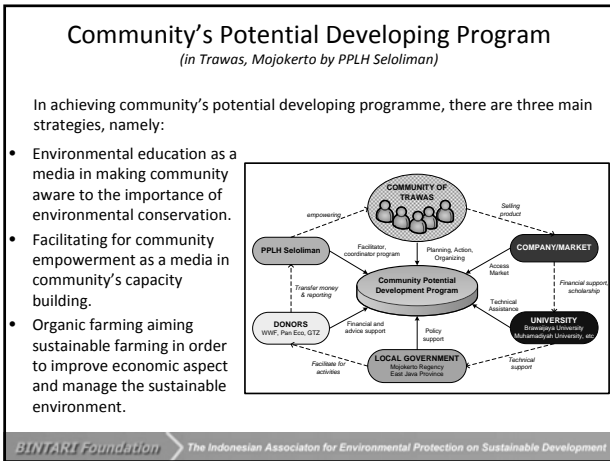 Community's Potential Developing Program
(in Trawas, Mojokerto by PPLH Seloliman)
In achieving community's potential developing programme, there are three main
strategies, namely:
• Environmental education as a
media in making community
aware to the importance of
environmental conservation.
• Facilitating for community
empowerment as a media in
community's capacity
building.
• Organic farming aiming
sustainable farming in order
to improve economic aspect
and manage the sustainable
environment.
COMMUNITY OF
TRAWAS
empowering
Selling
product
PPLH Seloliman
Facilitator,
coordinator program
Planning, Action,
Organizing
COMPANY/MARKET
Access
Market
Community Potential
Development Program
Transfer money
& reporting
Financial support,
scholarship
Technical
Assistance
DONORS
WWF, Pan Eco, GTZ
Financial and
advice support
Policy
support
UNIVERSITY
Brawijaya University
Muhamadiyah University, etc
LOCAL GOVERNMENT
Mojokerto Regency
East Java Province
Facilitate for
activities
Technical
support
BINTARI Foundation
The Indonesian Associaton for Environmental Protection on Sustainable Development